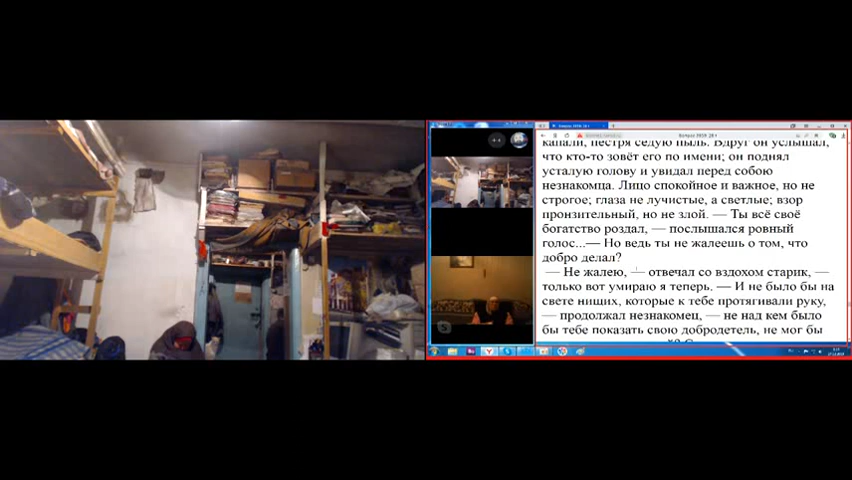 капали, пестря седую пыль. Вдруг он услышал,
что кто-то зовёт его по имени; он поднял
усталую голову и увидал перед собою
незнакомца. Лицо спокойное и важное, но не
строгое; глаза не лучистые, а светлые; взор
пронзительный, но не злой. — Ты всё своё
богатство роздал, — послышался ровный
голос...— Но ведь ты не жалеешь о том, что
добро делал?
— Не жалею, — отвечал со вздохом старик, —
только вот умираю я теперь. — И не было бы на
свете нищих, которые к тебе протягивали руку,
— продолжал незнакомец, — не над кем было
бы тебе показать свою добродетель, не мог бы